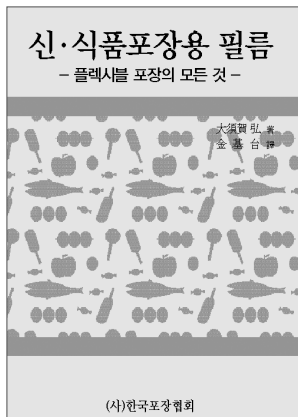 신·식품포장용 필름
– 플렉시블 포장의 모든 것 –
大須賀 弘 著
金基台 譯
(사)한국포장협회